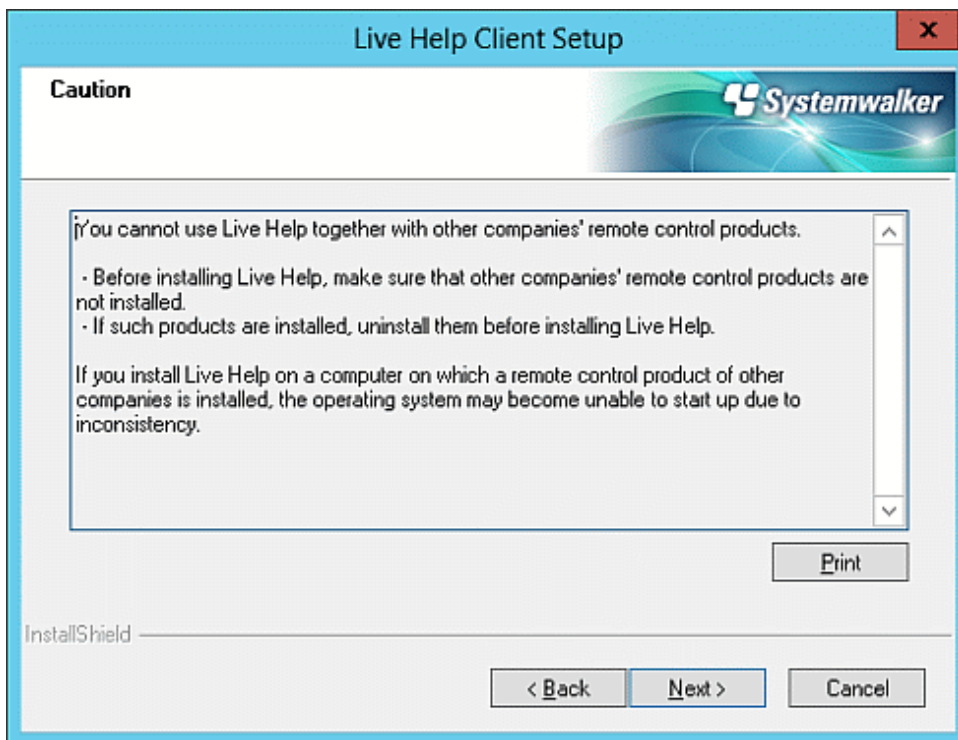 Live Help Client Setup
x
Caution
Systemwalker
You cannot use Live Help together with other companies' remote control products.
- Before installing Live Help, make sure that other companies' remote control products are
not installed.
- If such products are installed, uninstall them before installing Live Help.
If you install Live Help on a computer on which a remote control product of other
companies is installed, the operating system may become unable to start up due to
inconsistency.
Print
InstallShield
< Back
Next >
Cancel